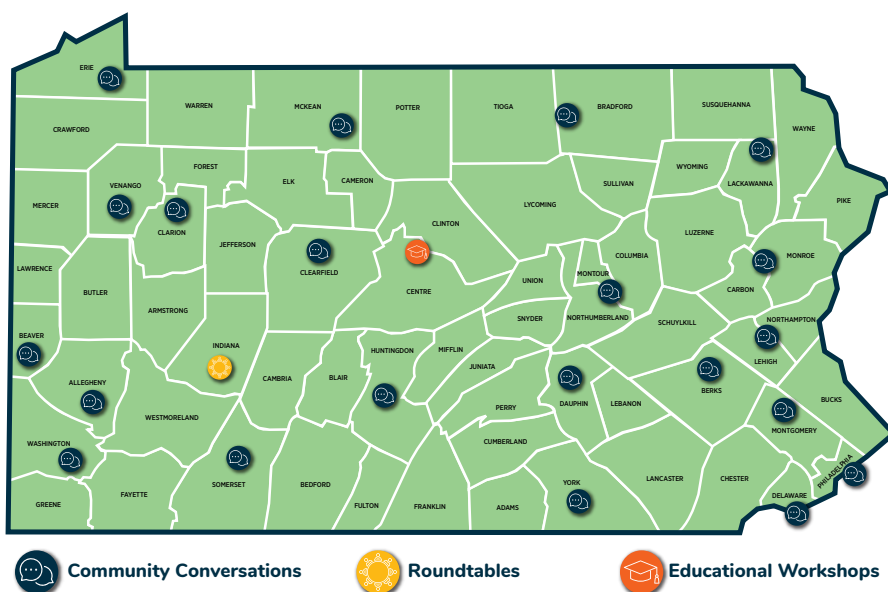 ERIE
WARREN
MCKEAN
POTTER
TIOGA
BRADFORD
SUSQUEHANNA
WAYNE
CRAWFORD
FOREST
ELK
CAMERON
SULLIVAN
WYOMING
LACKAWANNA
PIKE
VENANGO
MERCER
CLARION
JEFFERSON
CLINTON
LYCOMING
LUZERNE
COLUMBIA
MONROE
LAWRENCE
BUTLER
CLEARFIELD
CENTRE
UNION
MONTOUR
CARBON
ARMSTRONG
SNYDER
NORTHUMBERLAND
SCHUYLKILL
NORTHAMPTON
BEAVER
INDIANA
HUNTINGDON
MIFFLIN
JUNIATA
LEHIGH
ALLEGHENY
CAMBRIA
BLAIR
PERRY
DAUPHIN
LEBANON
BERKS
BUCKS
WESTMORELAND
MONTGOMERY
WASHINGTON
CUMBERLAND
PHILADELPHIA
GREENE
FAYETTE
SOMERSET
BEDFORD
FULTON
FRANKLIN
ADAMS
YORK
LANCASTER
CHESTER
DELAWARE
Community Conversations
Roundtables
Educational Workshops